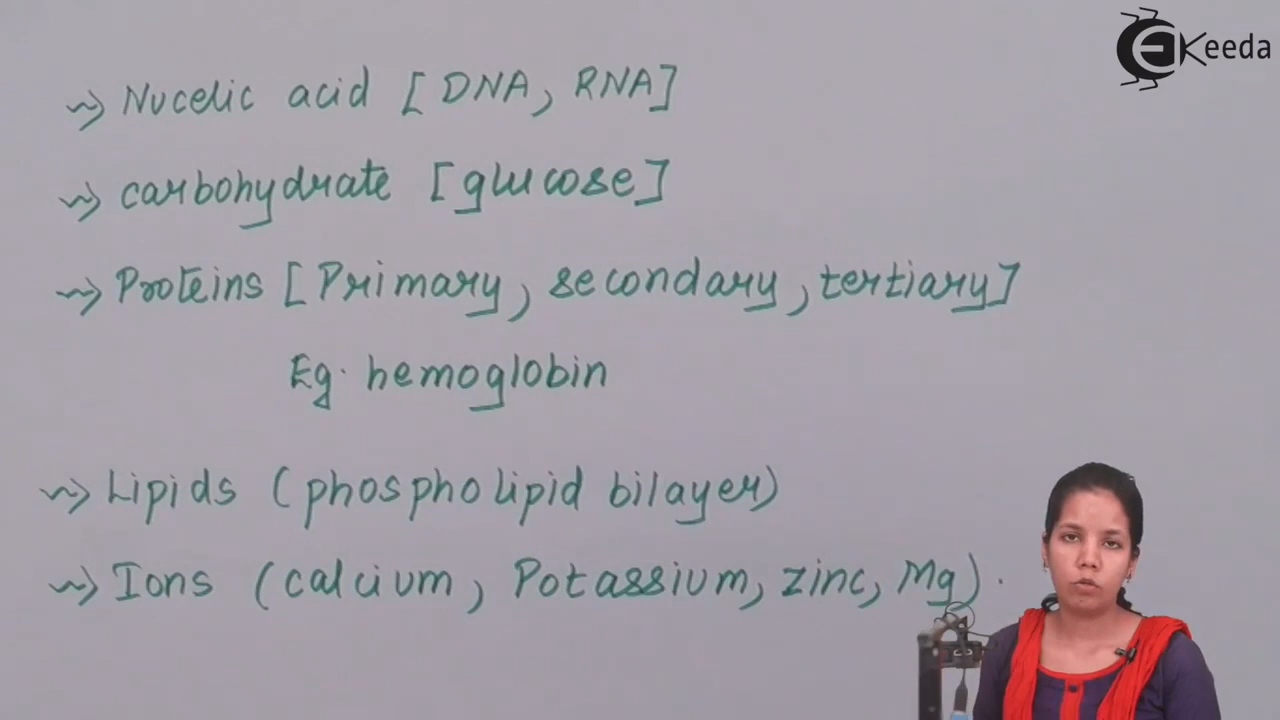 Ekeeda
⇝ Nucelic acid [DNA, RNA]
⇝ carbohydrate [glucose]
⇝ Proteins [Primary, secondary, tertiary]
Eg. hemoglobin
⇝ Lipids (phospholipid bilayer)
⇝ Ions (calcium, Potassium, zinc, Mg).